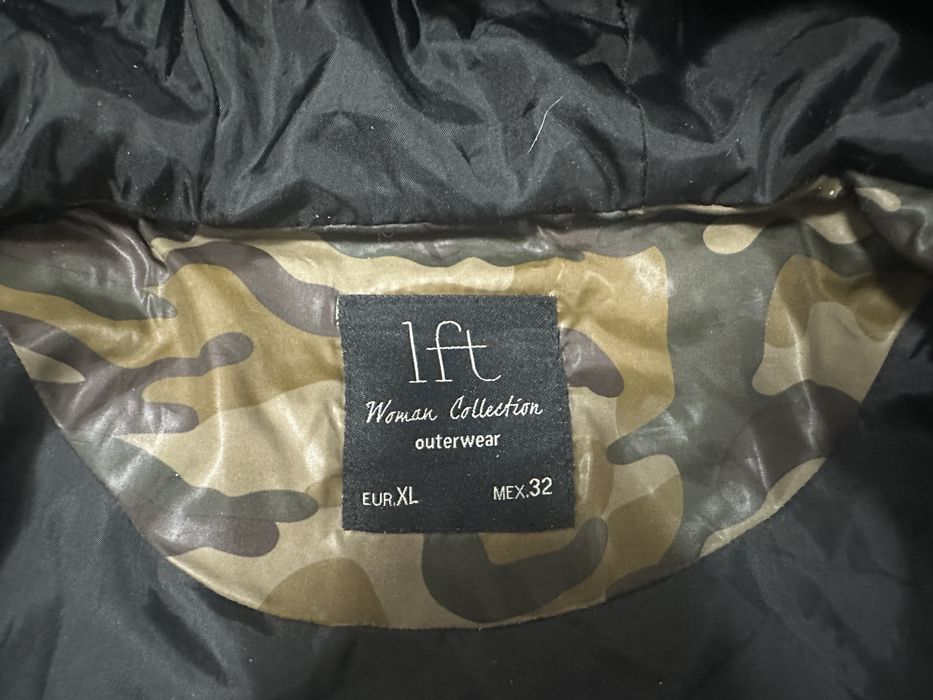 lft
Woman Collection
outerwear
EUR.XL MEX.32